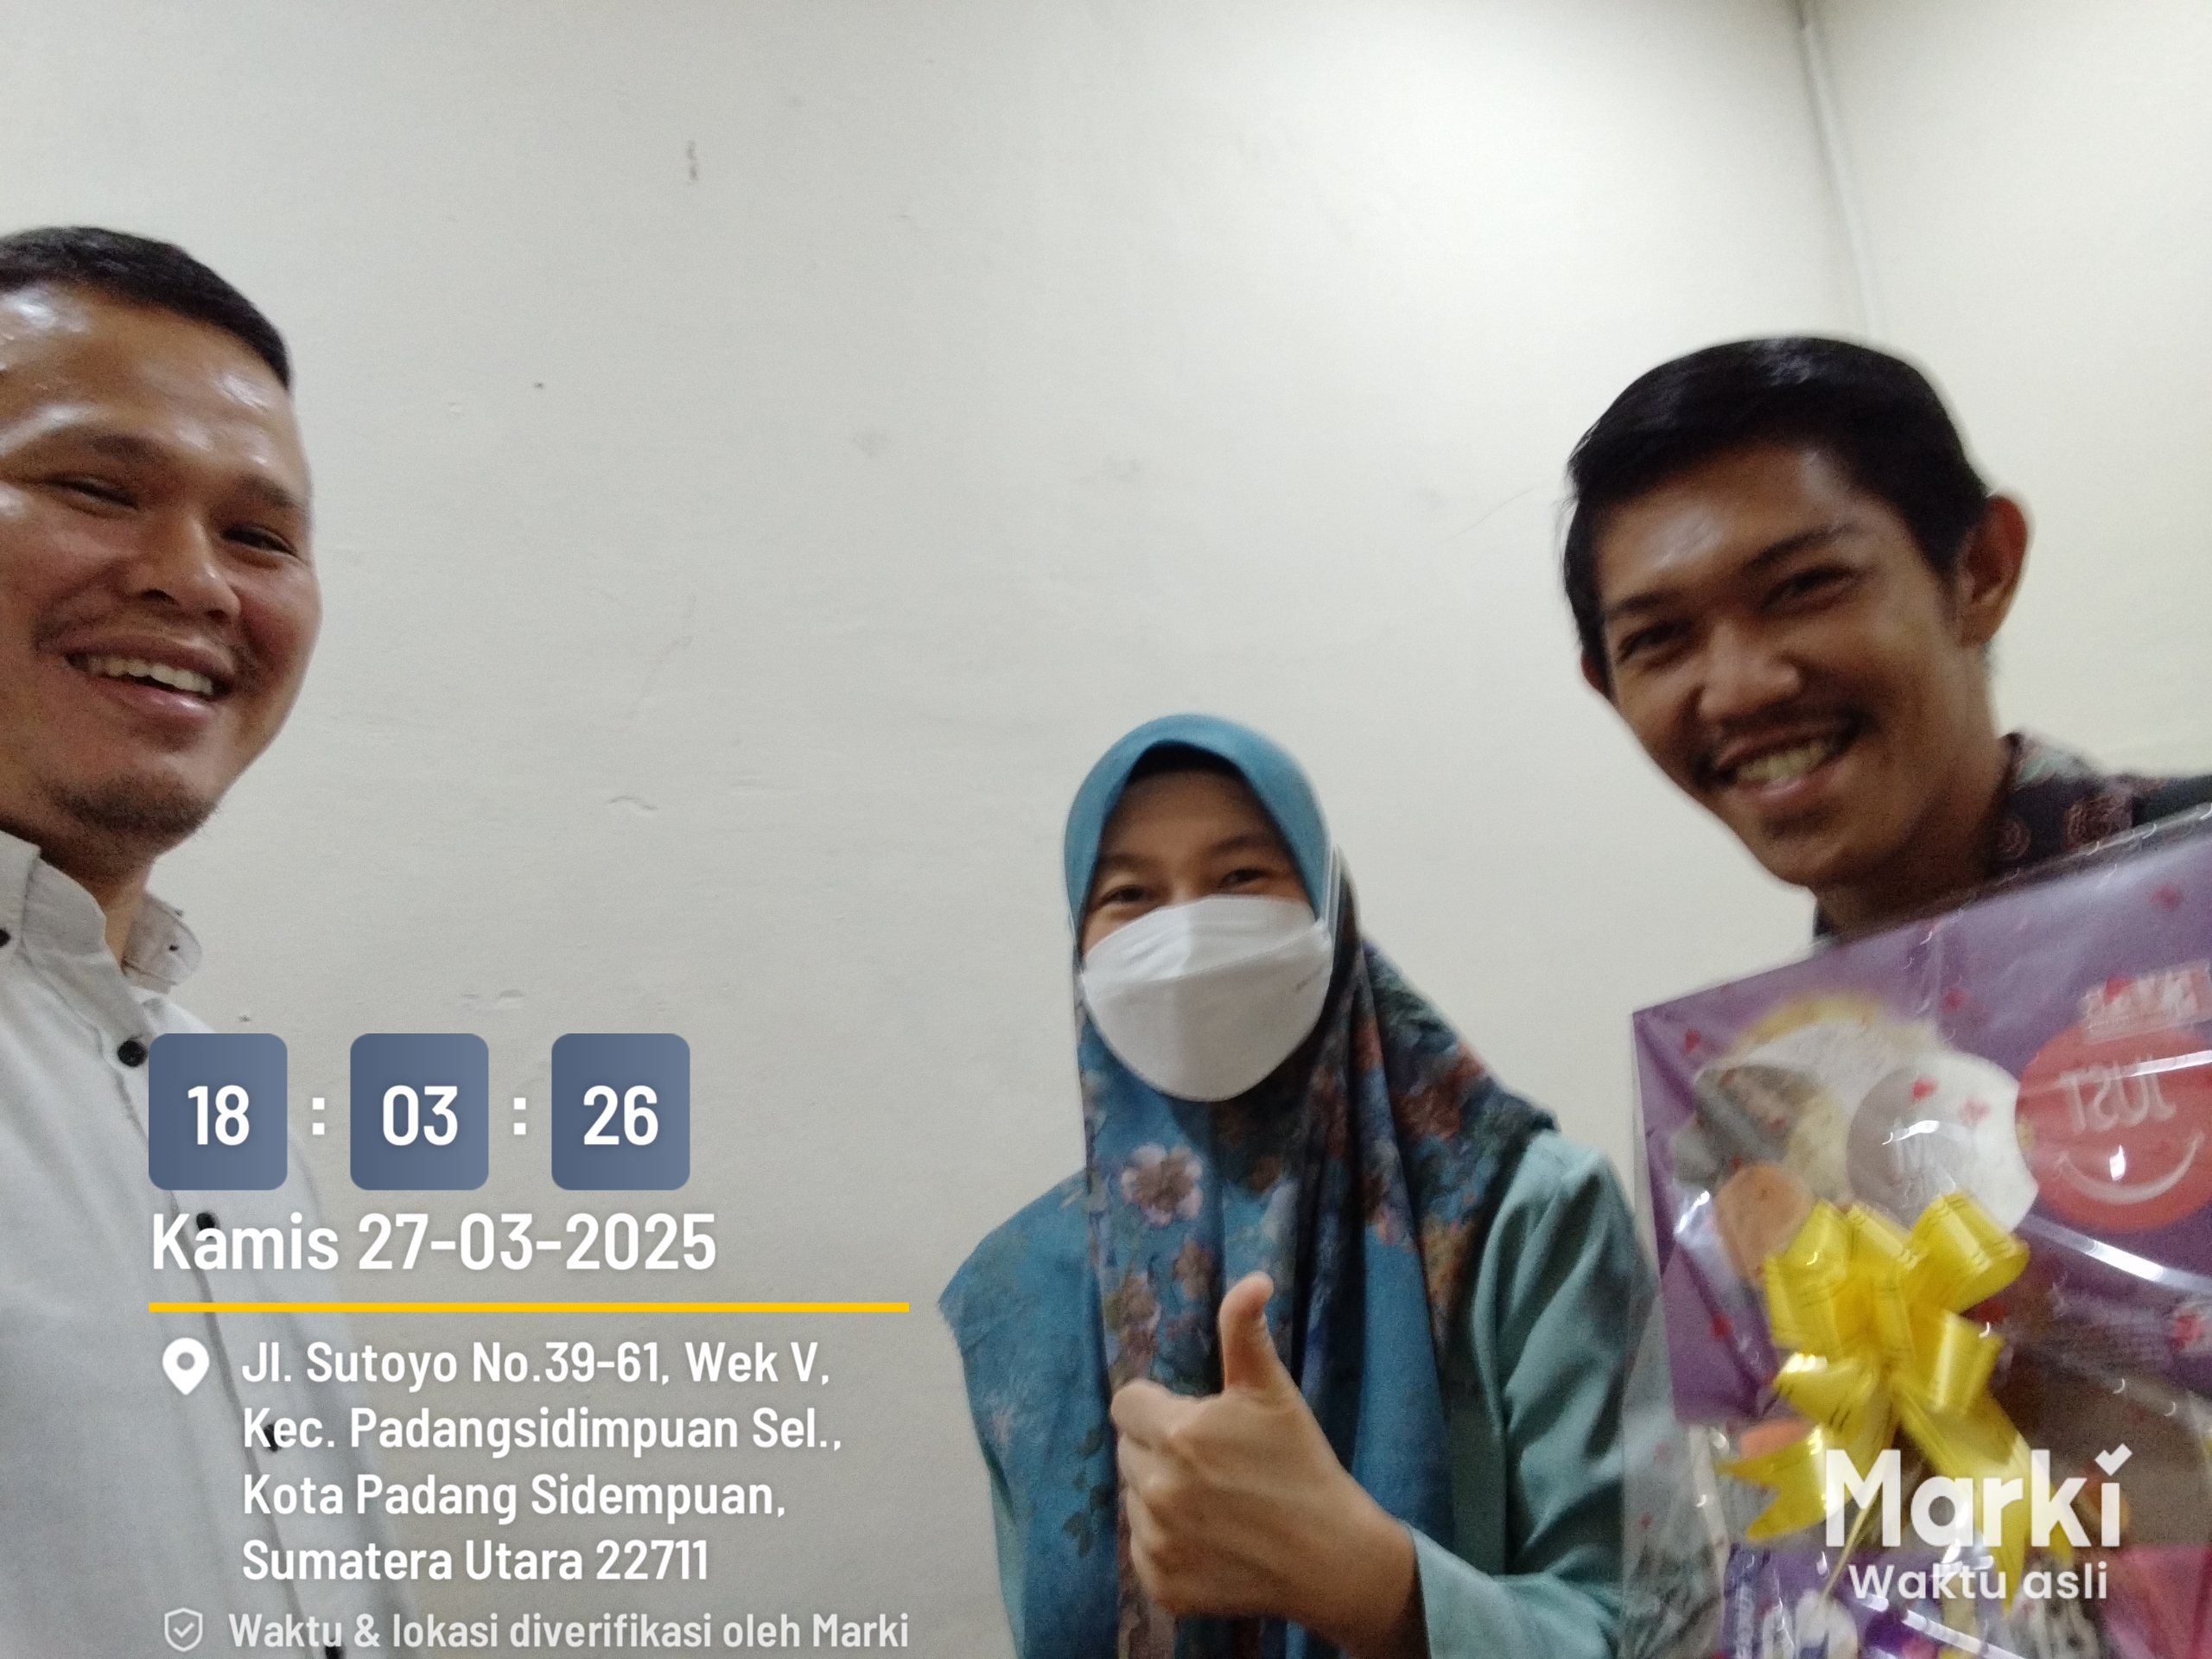 18 : 03 : 26
Kamis 27-03-2025
Jl. Sutoyo No.39-61, Wek V,
Kec. Padangsidimpuan Sel.,
Kota Padang Sidempuan,
Sumatera Utara 22711
Waktu & lokasi diverifikasi oleh Marki
JUST
Marki
Waktu asli